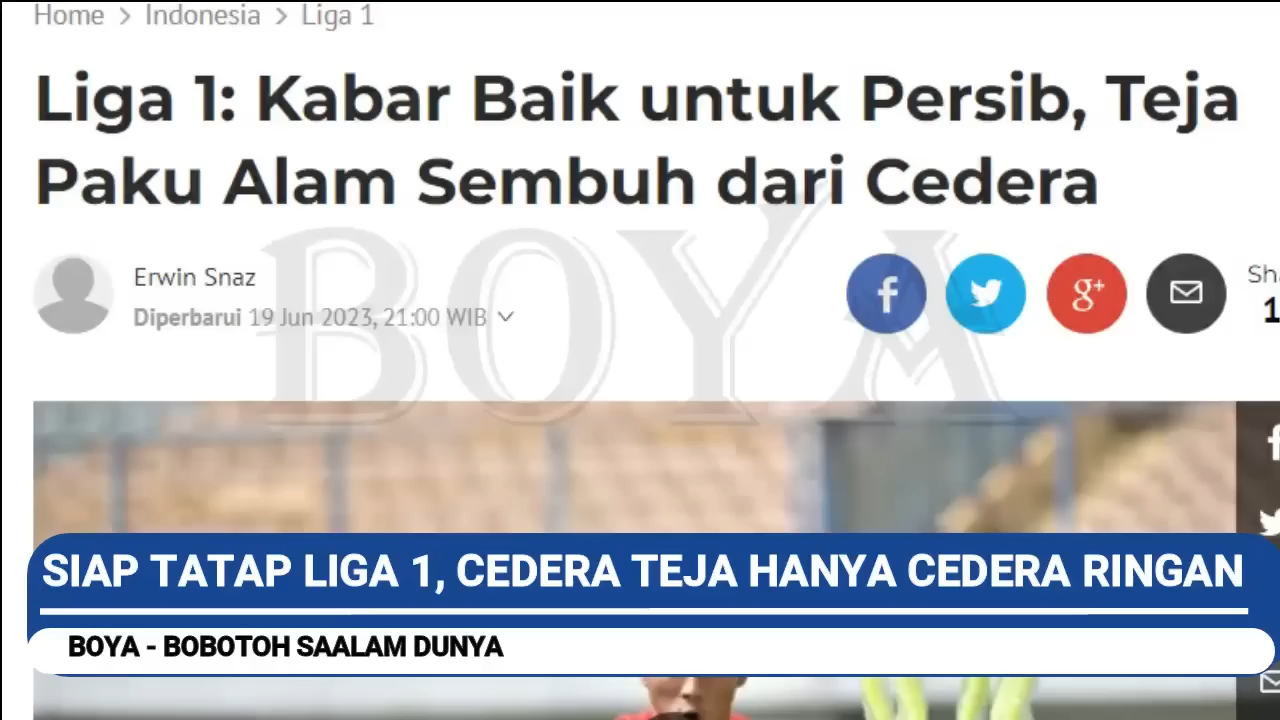 Home > Indonesia > Liga 1
Liga 1: Kabar Baik untuk Persib, Teja
Paku Alam Sembuh dari Cedera
BOYA
Erwin Snaz
Diperbarui 19 Jun 2023, 21:00 WIB
SIAP TATAP LIGA 1, CEDERA TEJA HANYA CEDERA RINGAN
BOYA - BOBOTOH SAALAM DUNYA